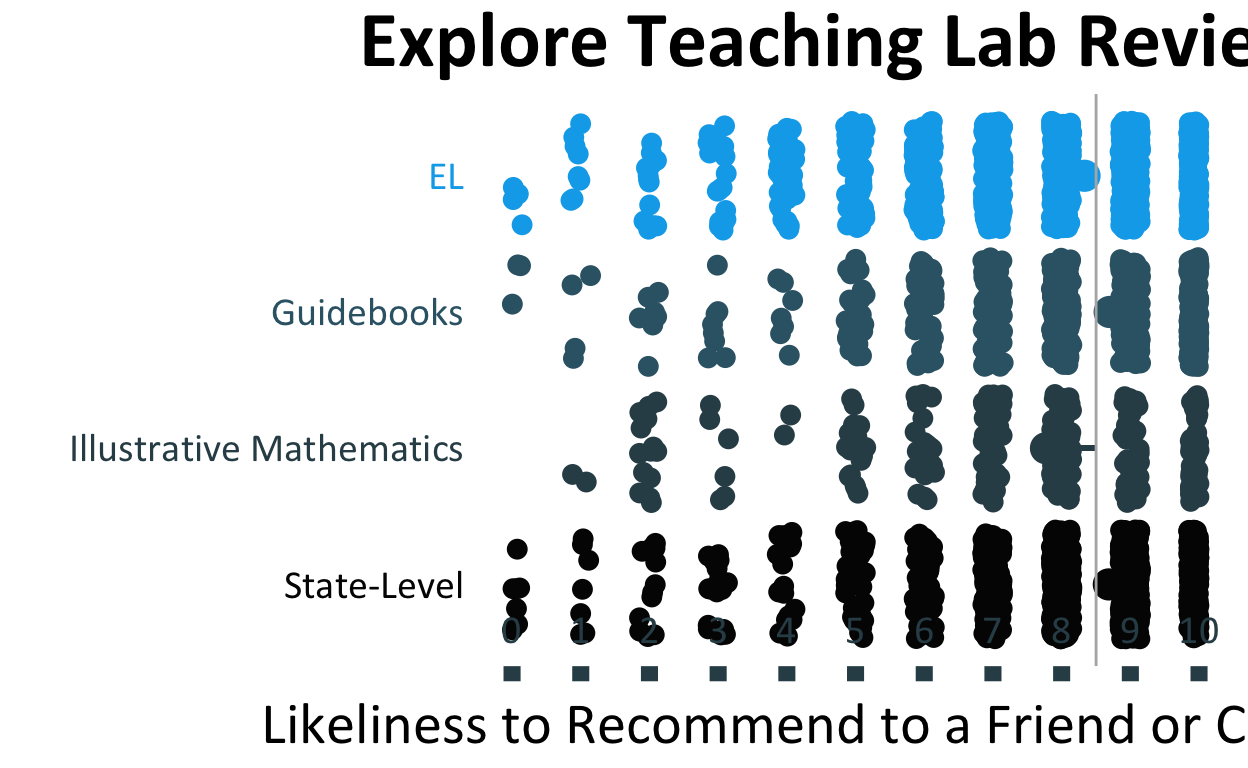 Explore Teaching Lab Revie
EL
Guidebooks
Illustrative Mathematics
State-Level
0 1 2 3 4 5 6 7 8 9 10
Likeliness to Recommend to a Friend or C